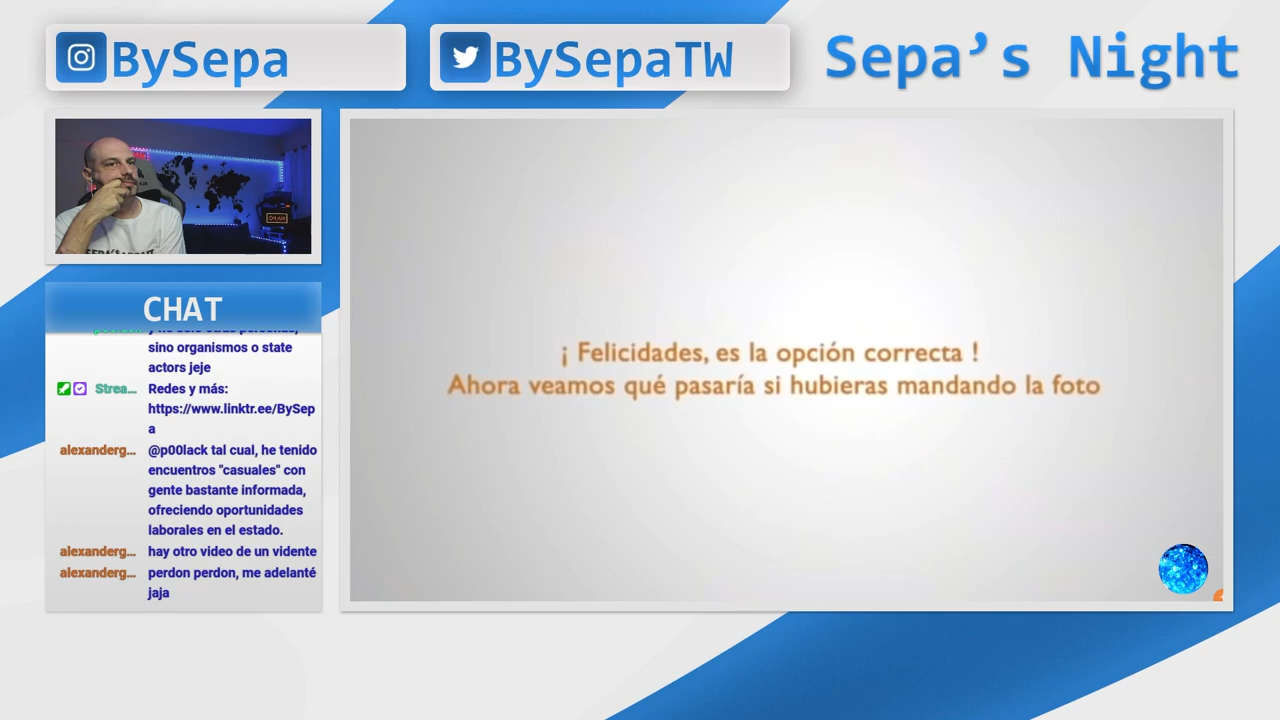 BySepa
BySepaTW
Sepa's Night
ON AIR
CHAT
sino organismos o state
actors jeje
Strea... Redes y más:
https://www.linktr.ee/BySep
a
alexanderg... @p00lack tal cual, he tenido
encuentros "casuales" con
gente bastante informada,
ofreciendo oportunidades
laborales en el estado.
alexanderg... hay otro video de un vidente
alexanderg... perdon perdon, me adelanté
jaja
¡ Felicidades, es la opción correcta !
Ahora veamos qué pasaría si hubieras mandando la foto